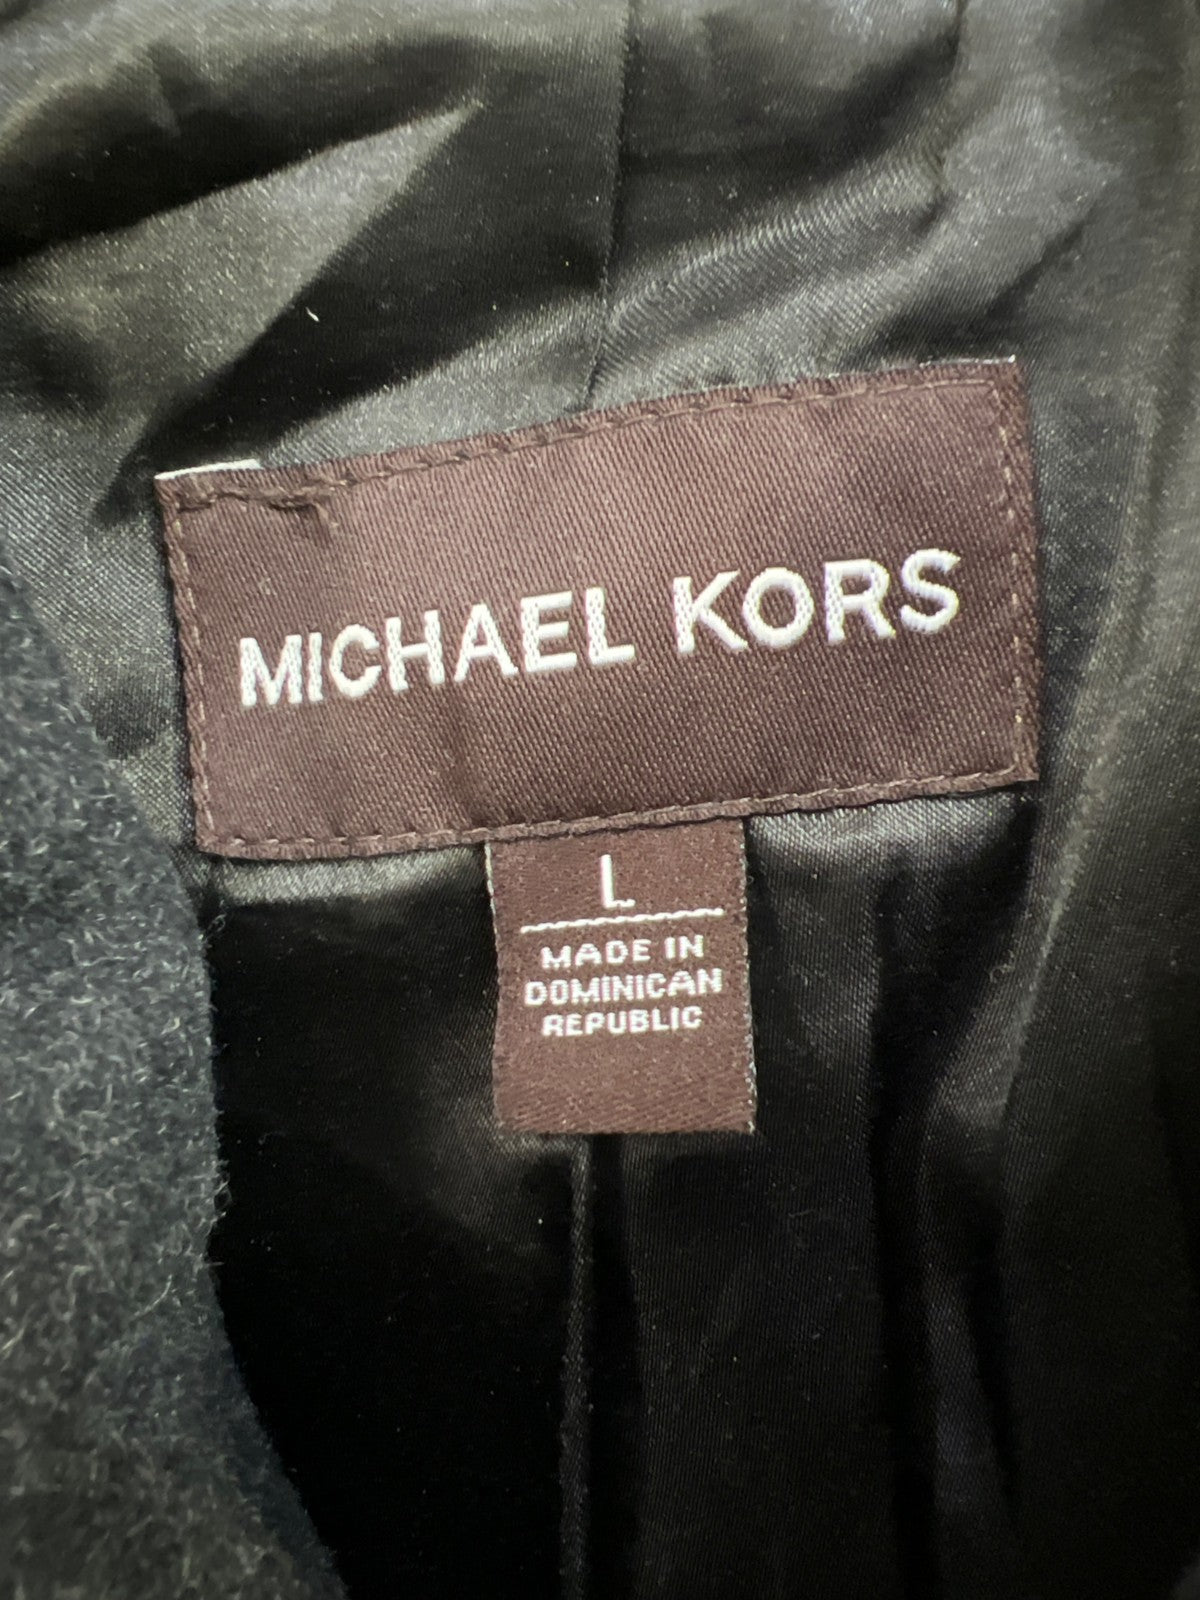 MICHAEL KORS
L
MADE IN
DOMINICAN
REPUBLIC